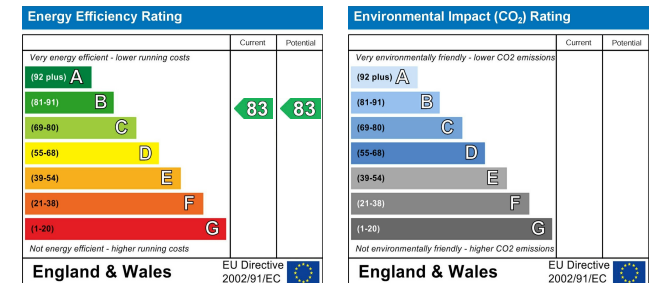 Energy Efficiency Rating
Current Potential
Very energy efficient - lower running costs
(92 plus) A
(81-91) B
83 83
(69-80) C
(55-68) D
(39-54) E
(21-38) F
(1-20) G
Not energy efficient - higher running costs
England & Wales
EU Directive
2002/91/EC
Environmental Impact (CO₂) Rating
Current Potential
Very environmentally friendly - lower CO2 emissions
(92 plus) A
(81-91) B
(69-80) C
(55-68) D
(39-54) E
(21-38) F
(1-20) G
Not environmentally friendly - higher CO2 emissions
England & Wales
EU Directive
2002/91/EC